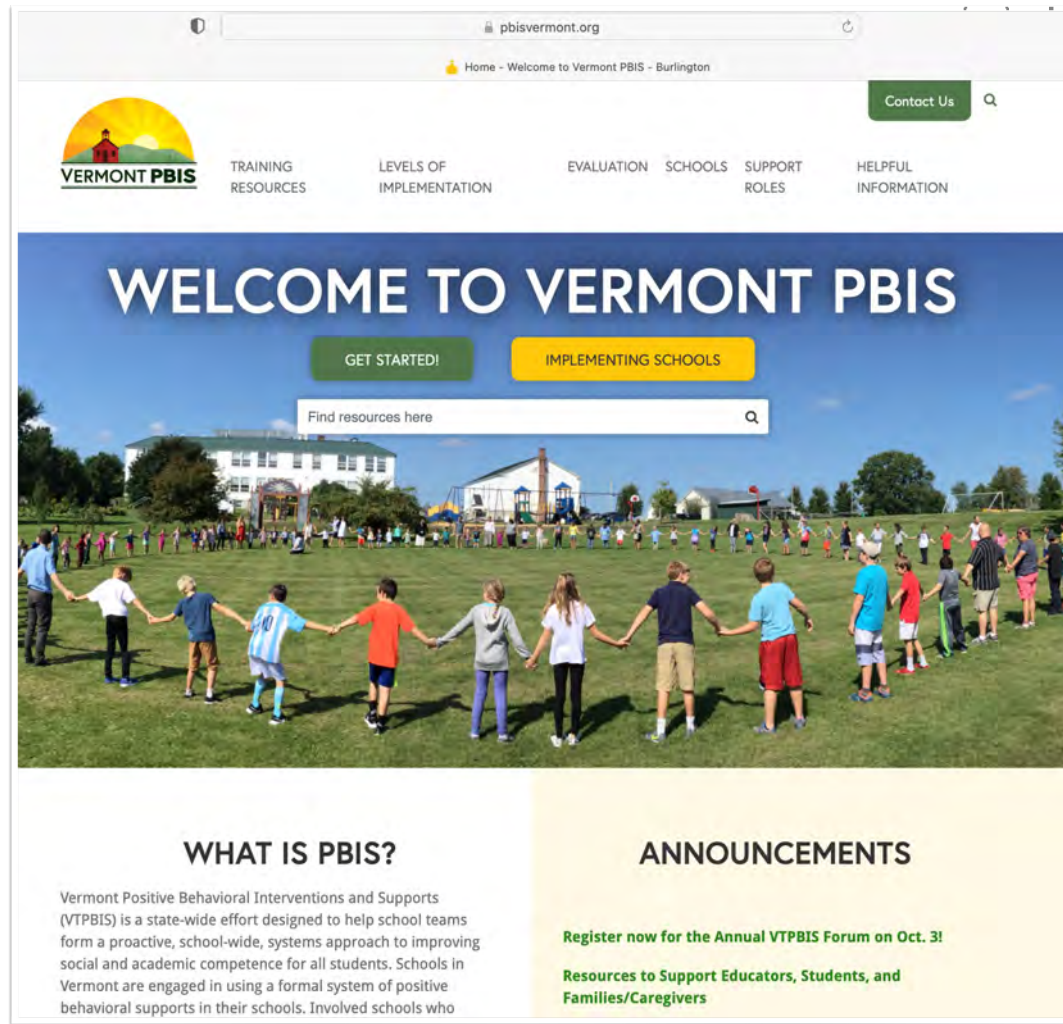 pbisvermont.org
Home - Welcome to Vermont PBIS - Burlington
Contact Us
VERMONT PBIS
TRAINING RESOURCES
LEVELS OF IMPLEMENTATION
EVALUATION
SCHOOLS
SUPPORT ROLES
HELPFUL INFORMATION
WELCOME TO VERMONT PBIS
GET STARTED!
IMPLEMENTING SCHOOLS
Find resources here
10
WHAT IS PBIS?
Vermont Positive Behavioral Interventions and Supports
(VTPBIS) is a state-wide effort designed to help school teams
form a proactive, school-wide, systems approach to improving
social and academic competence for all students. Schools in
Vermont are engaged in using a formal system of positive
behavioral supports in their schools. Involved schools who
ANNOUNCEMENTS
Register now for the Annual VTPBIS Forum on Oct. 3!
Resources to Support Educators, Students, and
Families/Caregivers